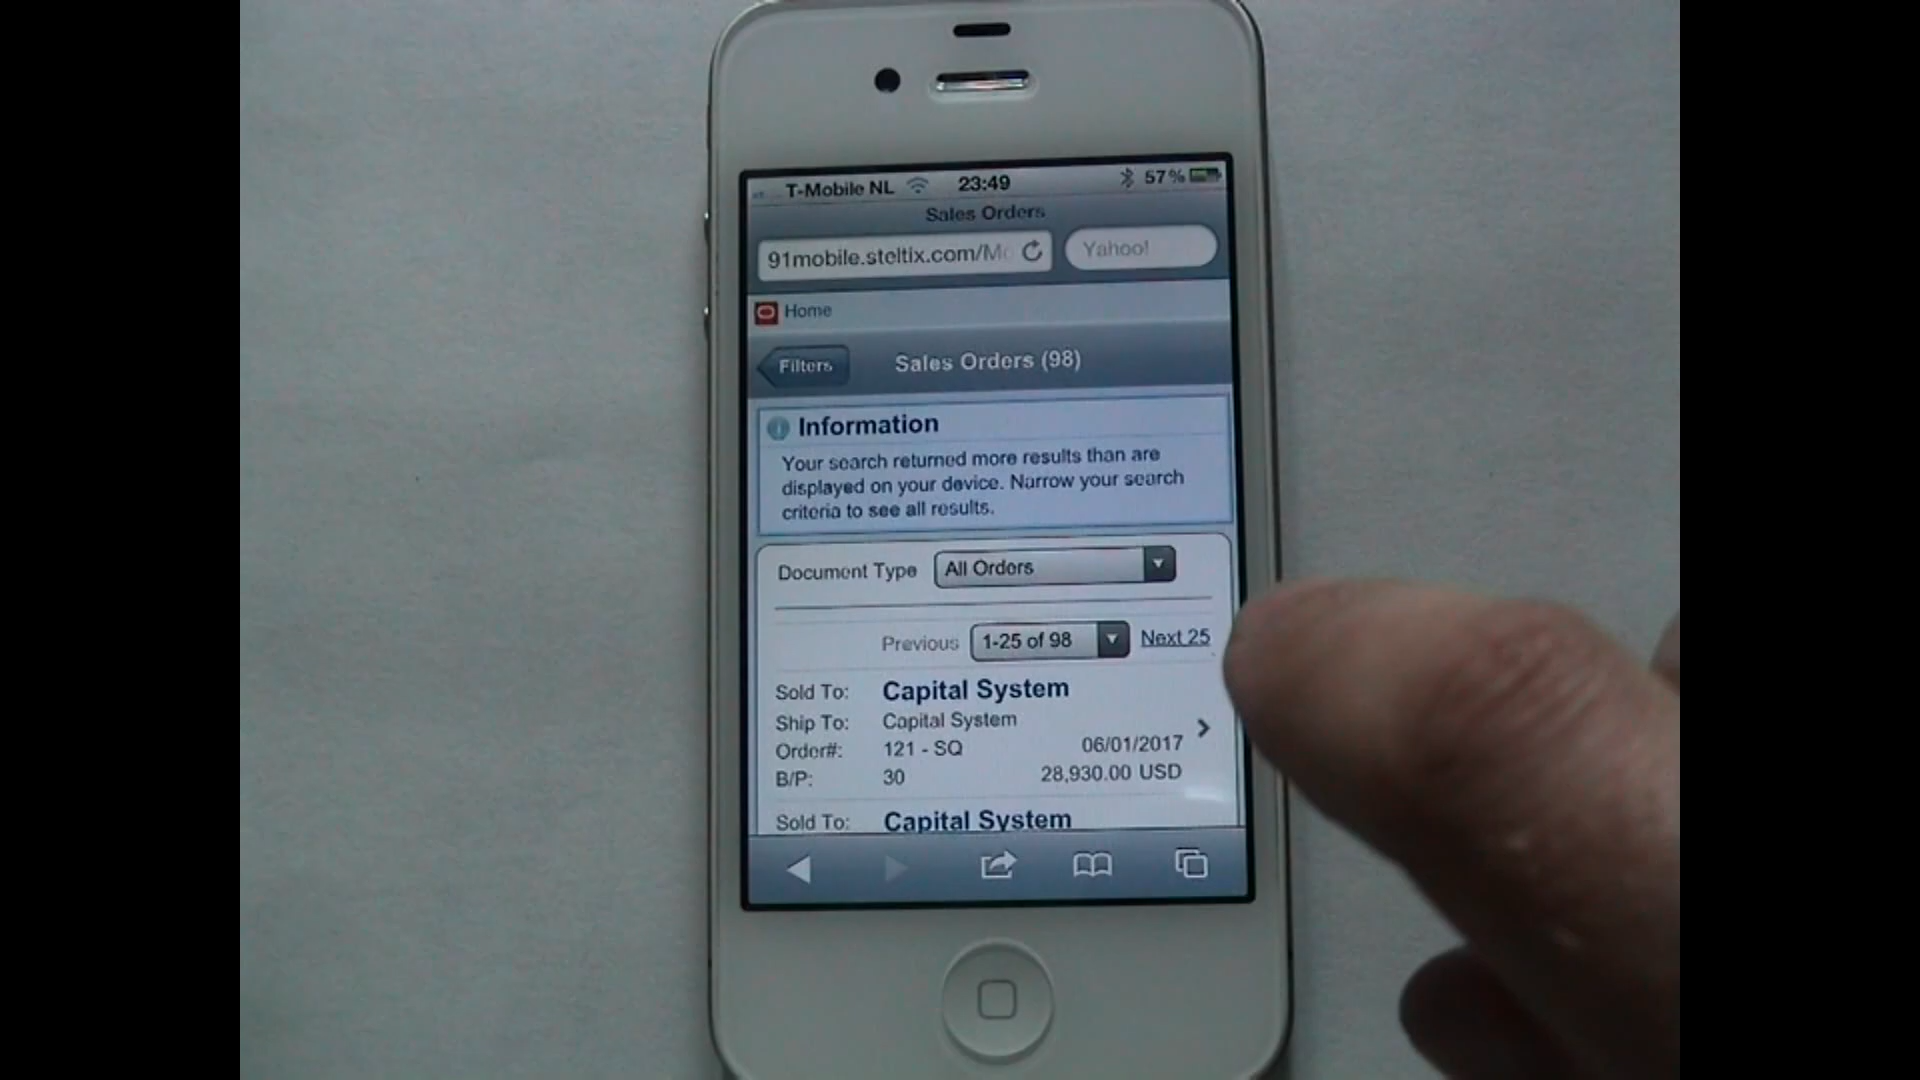 T-Mobile NL 23:49 57%
Sales Orders
91mobile.steltix.com/Mo Yahoo!
Home
Filters Sales Orders (98)
Information
Your search returned more results than are
displayed on your device. Narrow your search
criteria to see all results.
Document Type All Orders
Previous 1-25 of 98 Next 25
Sold To: Capital System
Ship To: Capital System
Order#: 121 - SQ 06/01/2017
B/P: 30 28,930.00 USD
Sold To: Capital System